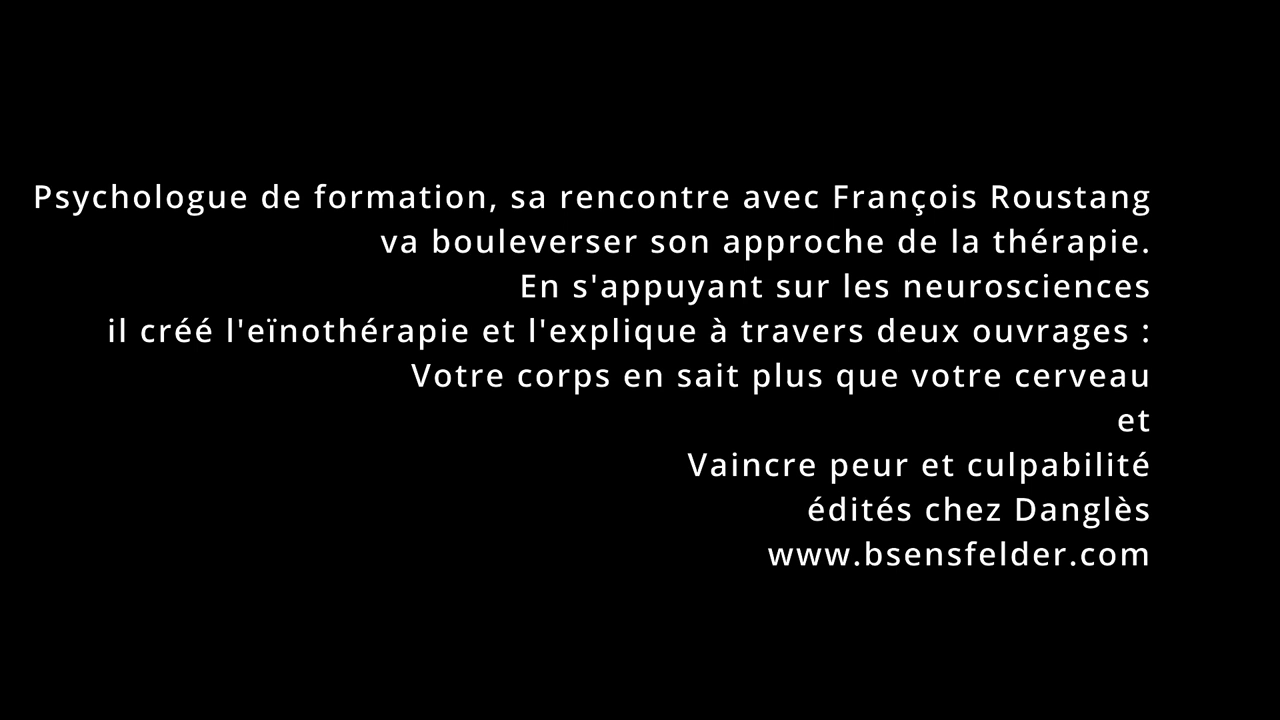 Psychologue de formation, sa rencontre avec François Roustang
va bouleverser son approche de la thérapie.
En s'appuyant sur les neurosciences
il créé l'eïnothérapie et l'explique à travers deux ouvrages :
Votre corps en sait plus que votre cerveau
et
Vaincre peur et culpabilité
édités chez Danglès
www.bsensfelder.com